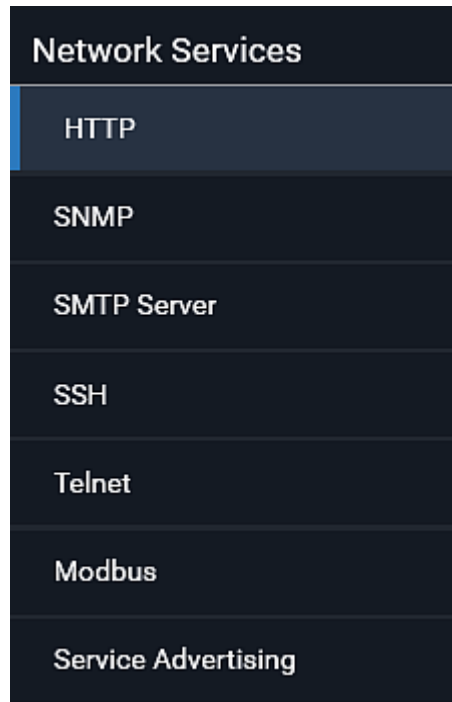 Network Services
HTTP
SNMP
SMTP Server
SSH
Telnet
Modbus
Service Advertising